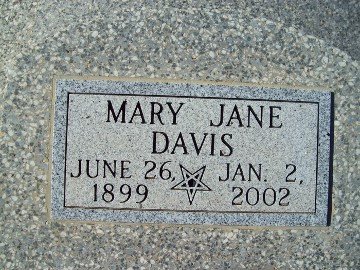 MARY JANE
DAVIS
JUNE 26, JAN. 2,
1899 2002